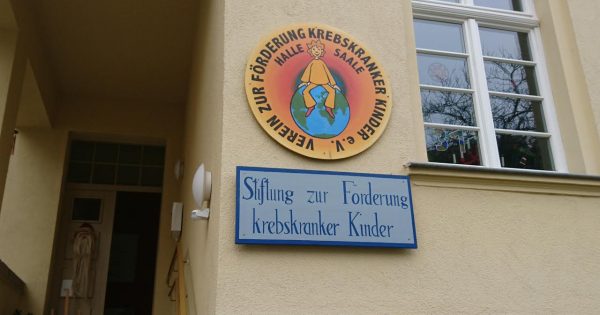 VEREIN ZUR FÖRDERUNG KREBSKRANKER KINDER e.V.
HALLE SAALE
Stiftung zur Förderung
krebskranker Kinder